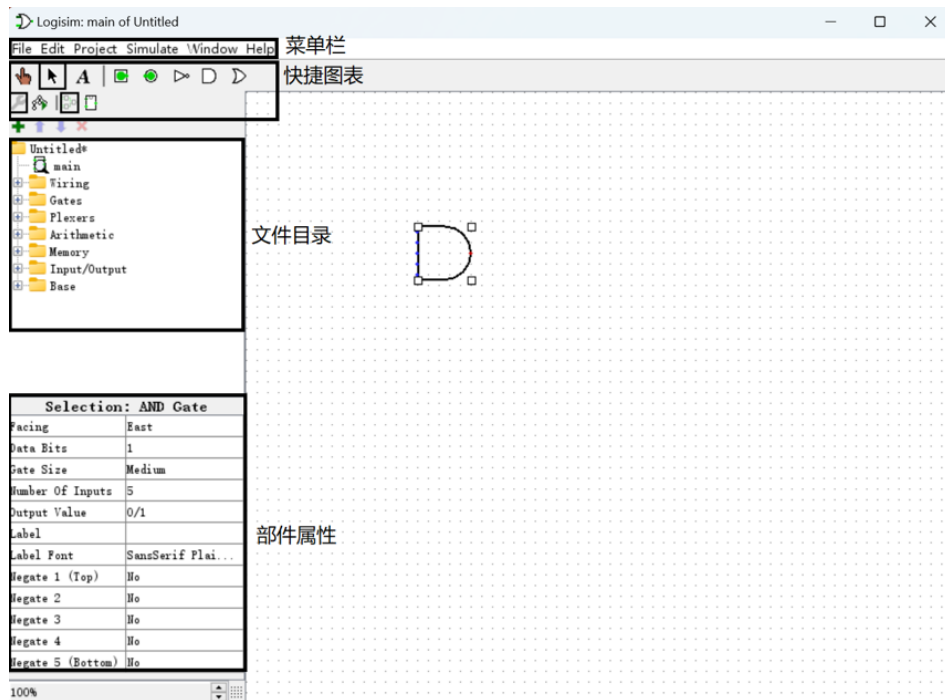 Logisim: main of Untitled
File Edit Project Simulate Window Help
菜单栏
A
快捷图表
Untitled*
main
Wiring
Gates
Plexers
Arithmetic
Memory
Input/Output
Base
文件目录
Selection: AND Gate
Facing East
Data Bits 1
Gate Size Medium
Number Of Inputs 5
Output Value 0/1
Label
Label Font SansSerif Plai...
Negate 1 (Top) No
Negate 2 No
Negate 3 No
Negate 4 No
Negate 5 (Bottom) No
部件属性
100%